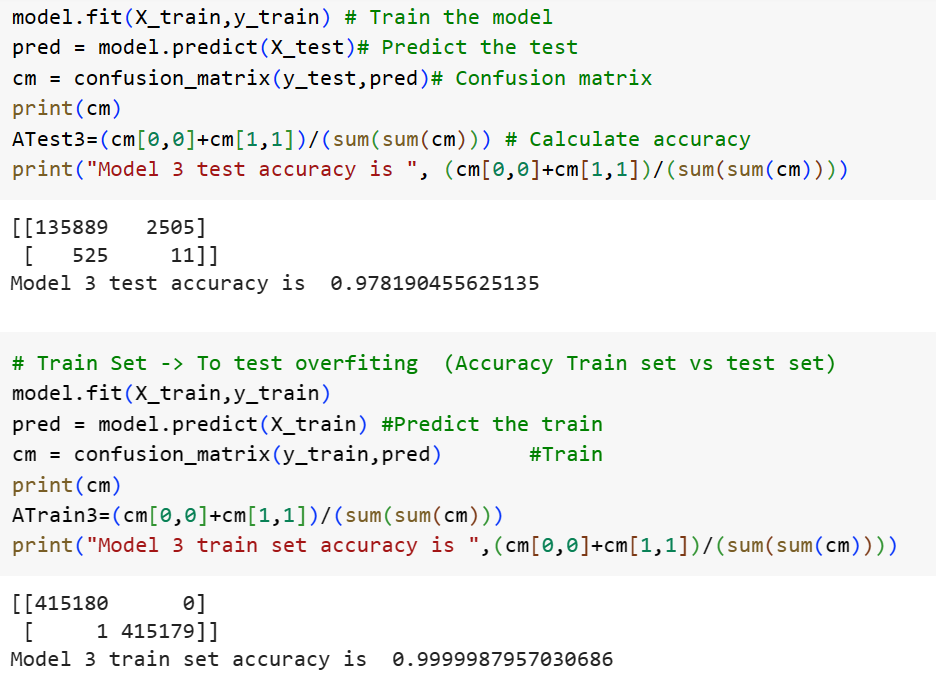 model.fit(X_train,y_train) # Train the model
pred = model.predict(X_test)# Predict the test
cm = confusion_matrix(y_test,pred)# Confusion matrix
print(cm)
ATest3=(cm[0,0]+cm[1,1])/(sum(sum(cm))) # Calculate accuracy
print("Model 3 test accuracy is ", (cm[0,0]+cm[1,1])/(sum(sum(cm))))
[[135889   2505]
 [   525     11]]
Model 3 test accuracy is  0.978190455625135
# Train Set -> To test overfiting  (Accuracy Train set vs test set)
model.fit(X_train,y_train)
pred = model.predict(X_train) #Predict the train
cm = confusion_matrix(y_train,pred)       #Train
print(cm)
ATrain3=(cm[0,0]+cm[1,1])/(sum(sum(cm)))
print("Model 3 train set accuracy is ",(cm[0,0]+cm[1,1])/(sum(sum(cm))))
[[415180      0]
 [     1 415179]]
Model 3 train set accuracy is  0.9999987957030686